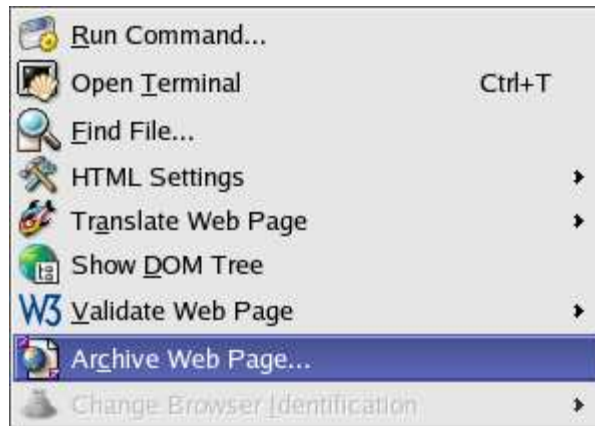 Run Command...
Open Terminal Ctrl+T
Find File...
HTML Settings
Translate Web Page
Show DOM Tree
W3 Validate Web Page
Archive Web Page...
Change Browser Identification